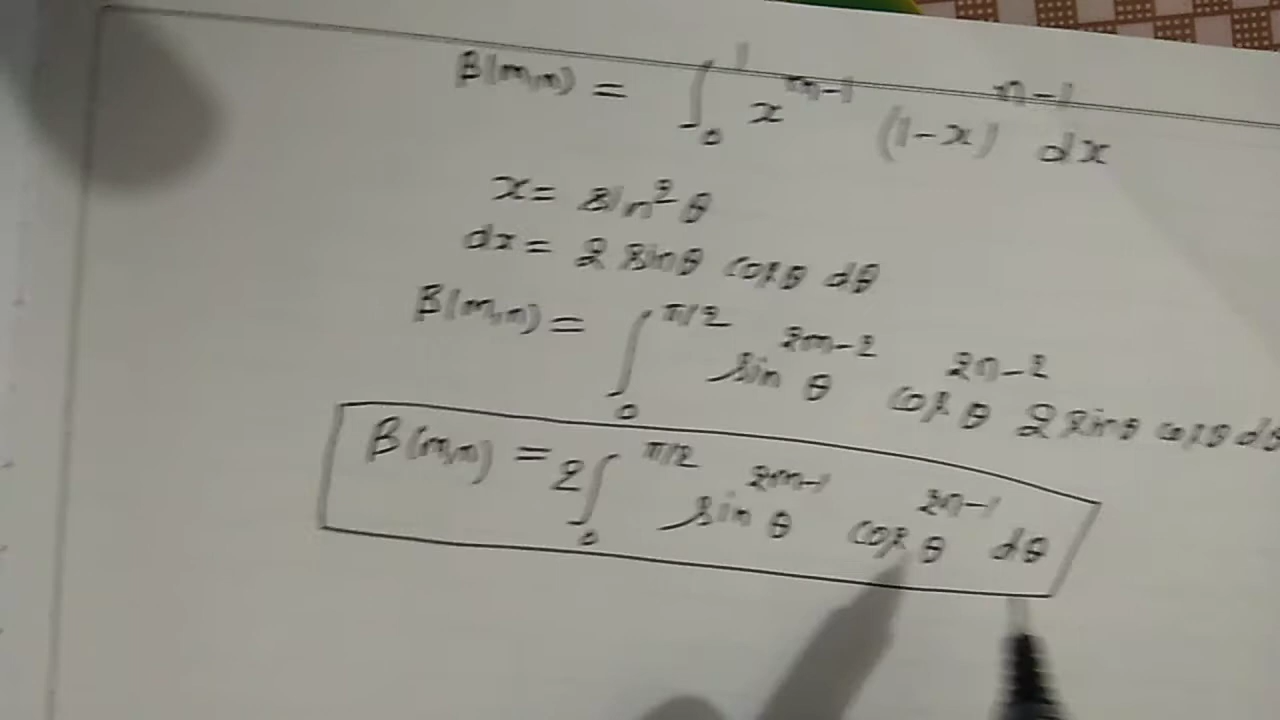 β(m,n) = ∫₀¹ x^{m-1} (1-x)^{n-1} dx
x = sin²θ
dx = 2 sinθ cosθ dθ
β(m,n) = ∫₀^{π/2} sin^{2m-2}θ cos^{2n-2}θ 2 sinθ cosθ dθ
β(m,n) = 2∫₀^{π/2} sin^{2m-1}θ cos^{2n-1}θ dθ